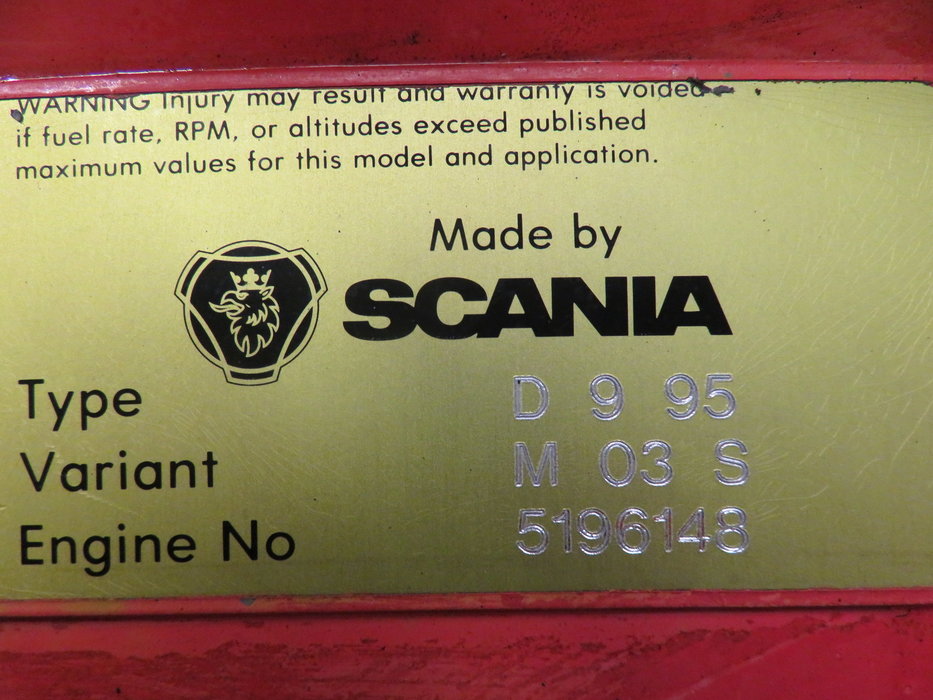 WARNING Injury may result and warranty is voided
if fuel rate, RPM, or altitudes exceed published
maximum values for this model and application.
Made by
SCANIA
Type D 9 95
Variant M 03 S
Engine No 5196148